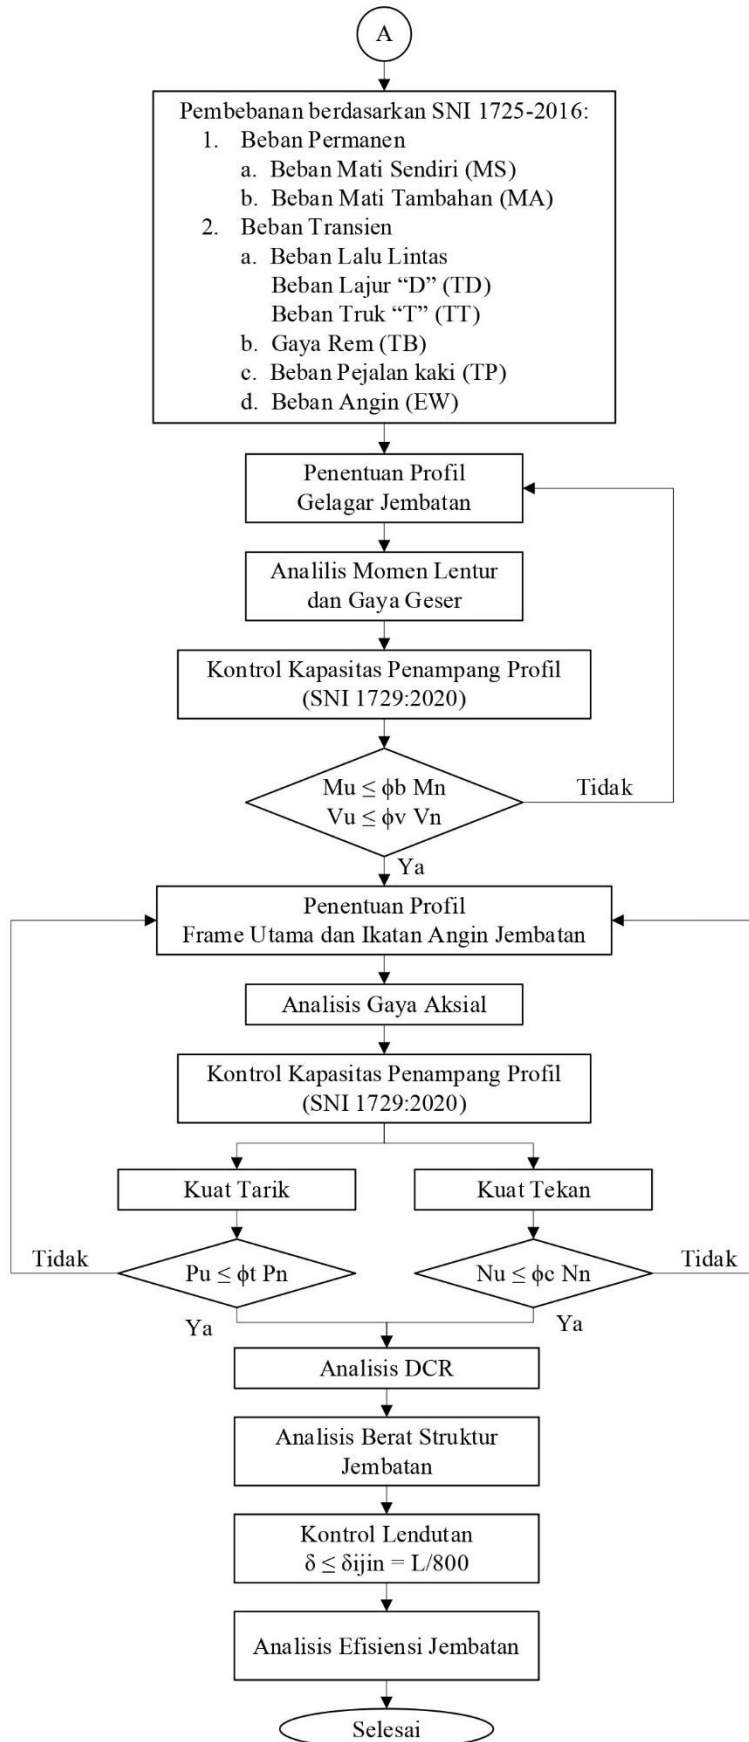 A
Pembebanan berdasarkan SNI 1725-2016:
1. Beban Permanen
a. Beban Mati Sendiri (MS)
b. Beban Mati Tambahan (MA)
2. Beban Transien
a. Beban Lalu Lintas
Beban Lajur “D” (TD)
Beban Truk “T” (TT)
b. Gaya Rem (TB)
c. Beban Pejalan kaki (TP)
d. Beban Angin (EW)
Penentuan Profil
Gelagar Jembatan
Analilis Momen Lentur
dan Gaya Geser
Kontrol Kapasitas Penampang Profil
(SNI 1729:2020)
Mu ≤ ϕb Mn
Vu ≤ ϕv Vn
Tidak
Ya
Penentuan Profil
Frame Utama dan Ikatan Angin Jembatan
Analisis Gaya Aksial
Kontrol Kapasitas Penampang Profil
(SNI 1729:2020)
Kuat Tarik
Kuat Tekan
Tidak
Pu ≤ ϕt Pn
Nu ≤ ϕc Nn
Tidak
Ya
Ya
Analisis DCR
Analisis Berat Struktur
Jembatan
Kontrol Lendutan
δ ≤ δijin = L/800
Analisis Efisiensi Jembatan
Selesai